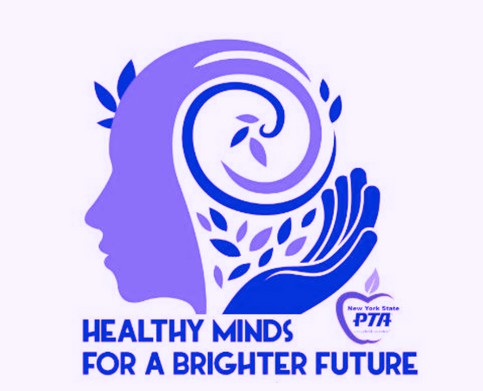 New York State
PTA
HEALTHY MINDS
FOR A BRIGHTER FUTURE